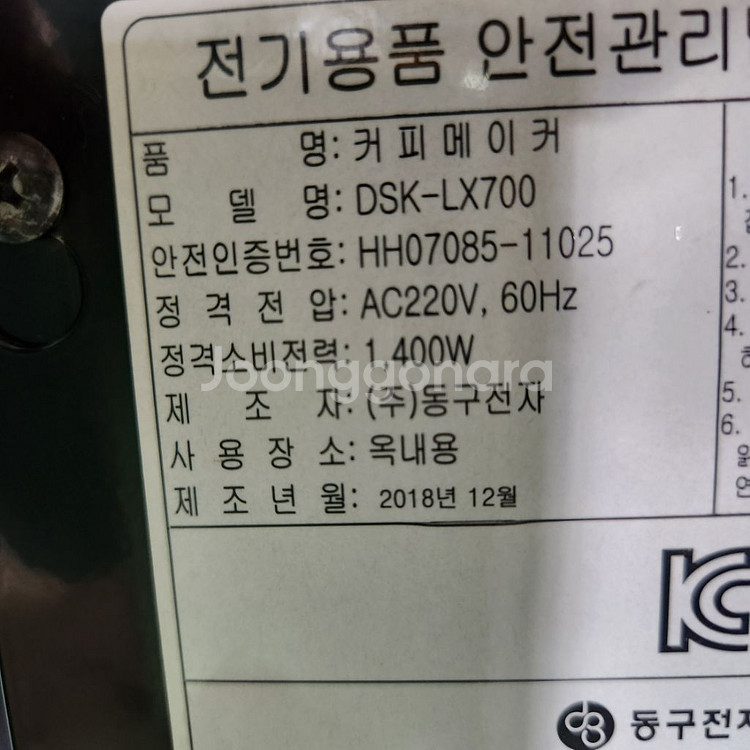 전기용품 안전관리
품 명: 커피메이커
모 델 명: DSK-LX700
안전인증번호: HH07085-11025
정 격 전 압: AC220V, 60Hz
정격소비전력: 1,400W
제 조 자: (주)동구전자
사 용 장 소: 옥내용
제 조 년 월: 2018년 12월
Joonggonara
1.
2.
3.
4.
5.
6.
KC
동구전자